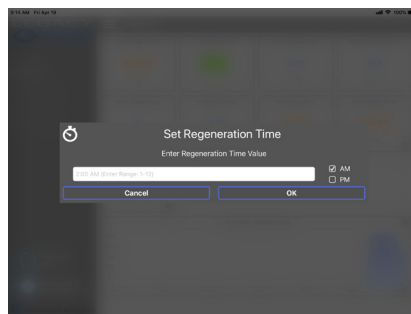 9:14 AM Fri Apr 16
100%
Set Regeneration Time
Enter Regeneration Time Value
2:00 AM (Enter Range: 1-12)
AM
PM
Cancel
OK